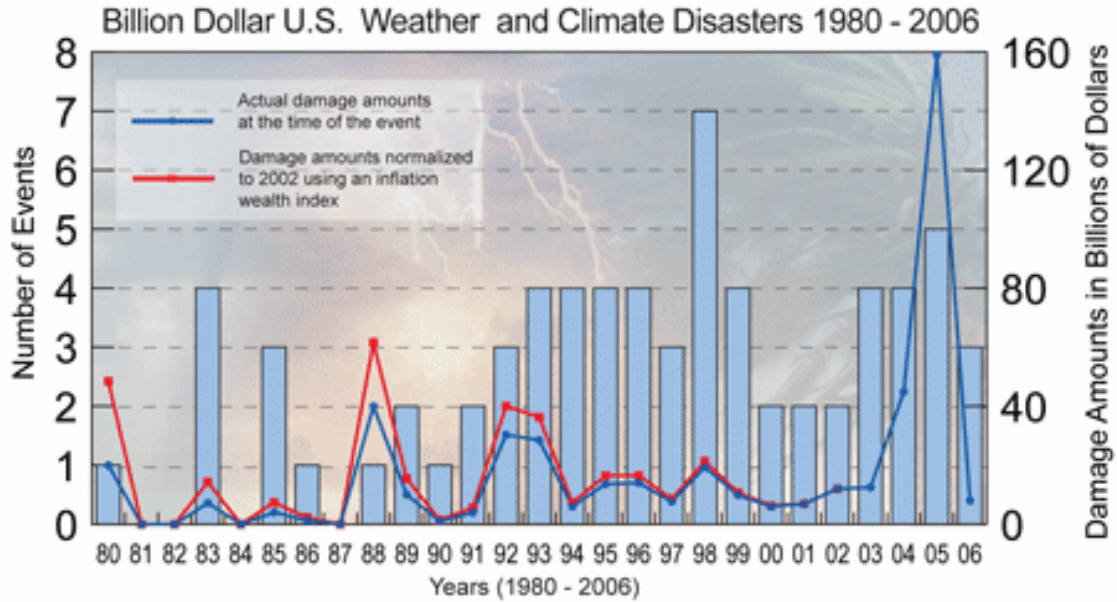 Billion Dollar U.S. Weather and Climate Disasters 1980 - 2006
Number of Events
8
7
6
5
4
3
2
1
0
Actual damage amounts
at the time of the event
Damage amounts normalized
to 2002 using an inflation
wealth index
160
120
80
40
0
Damage Amounts in Billions of Dollars
80 81 82 83 84 85 86 87 88 89 90 91 92 93 94 95 96 97 98 99 00 01 02 03 04 05 06
Years (1980 - 2006)